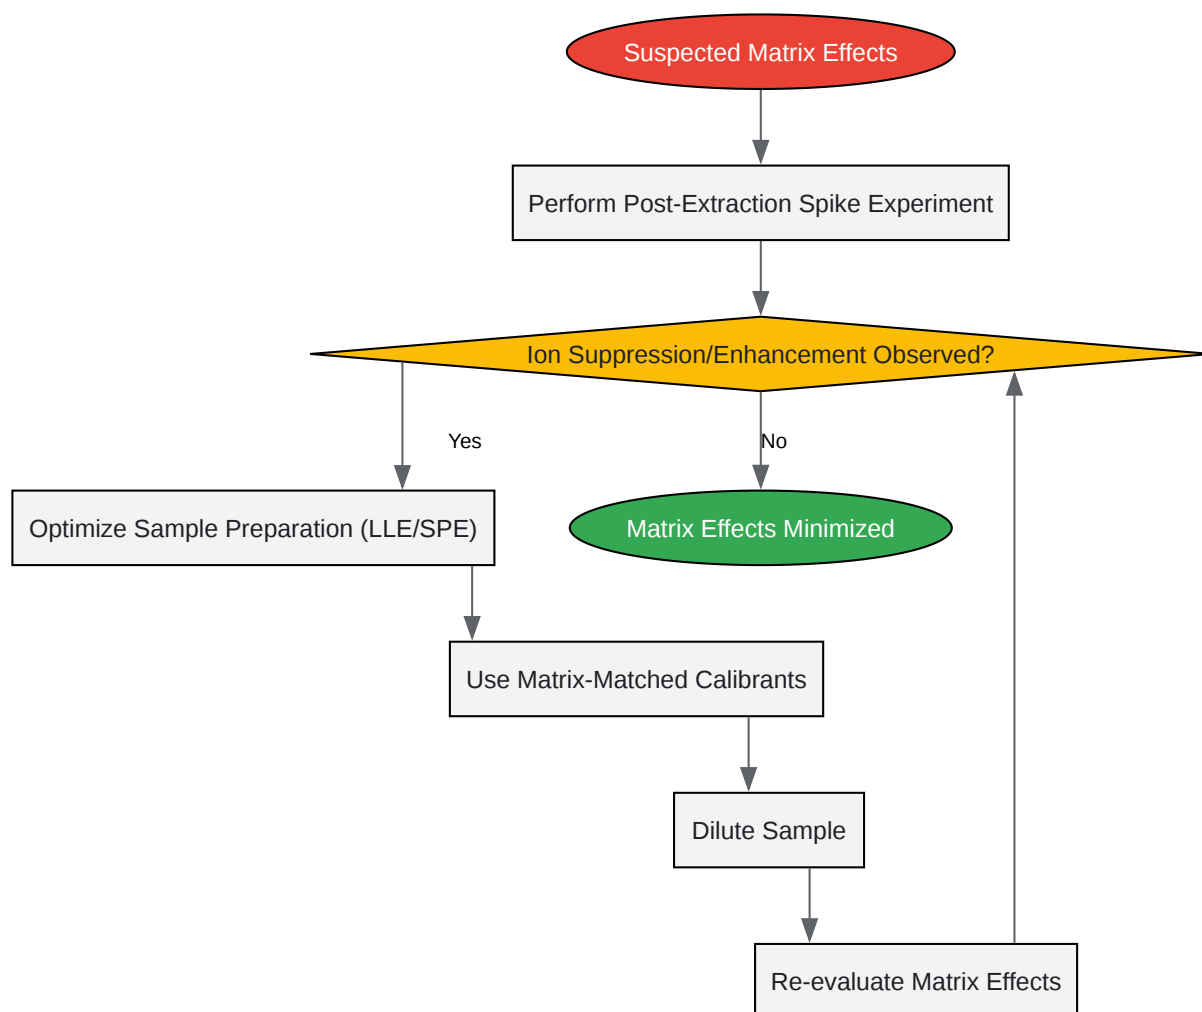 Suspected Matrix Effects
Perform Post-Extraction Spike Experiment
Ion Suppression/Enhancement Observed?
Yes
No
Optimize Sample Preparation (LLE/SPE)
Matrix Effects Minimized
Use Matrix-Matched Calibrants
Dilute Sample
Re-evaluate Matrix Effects